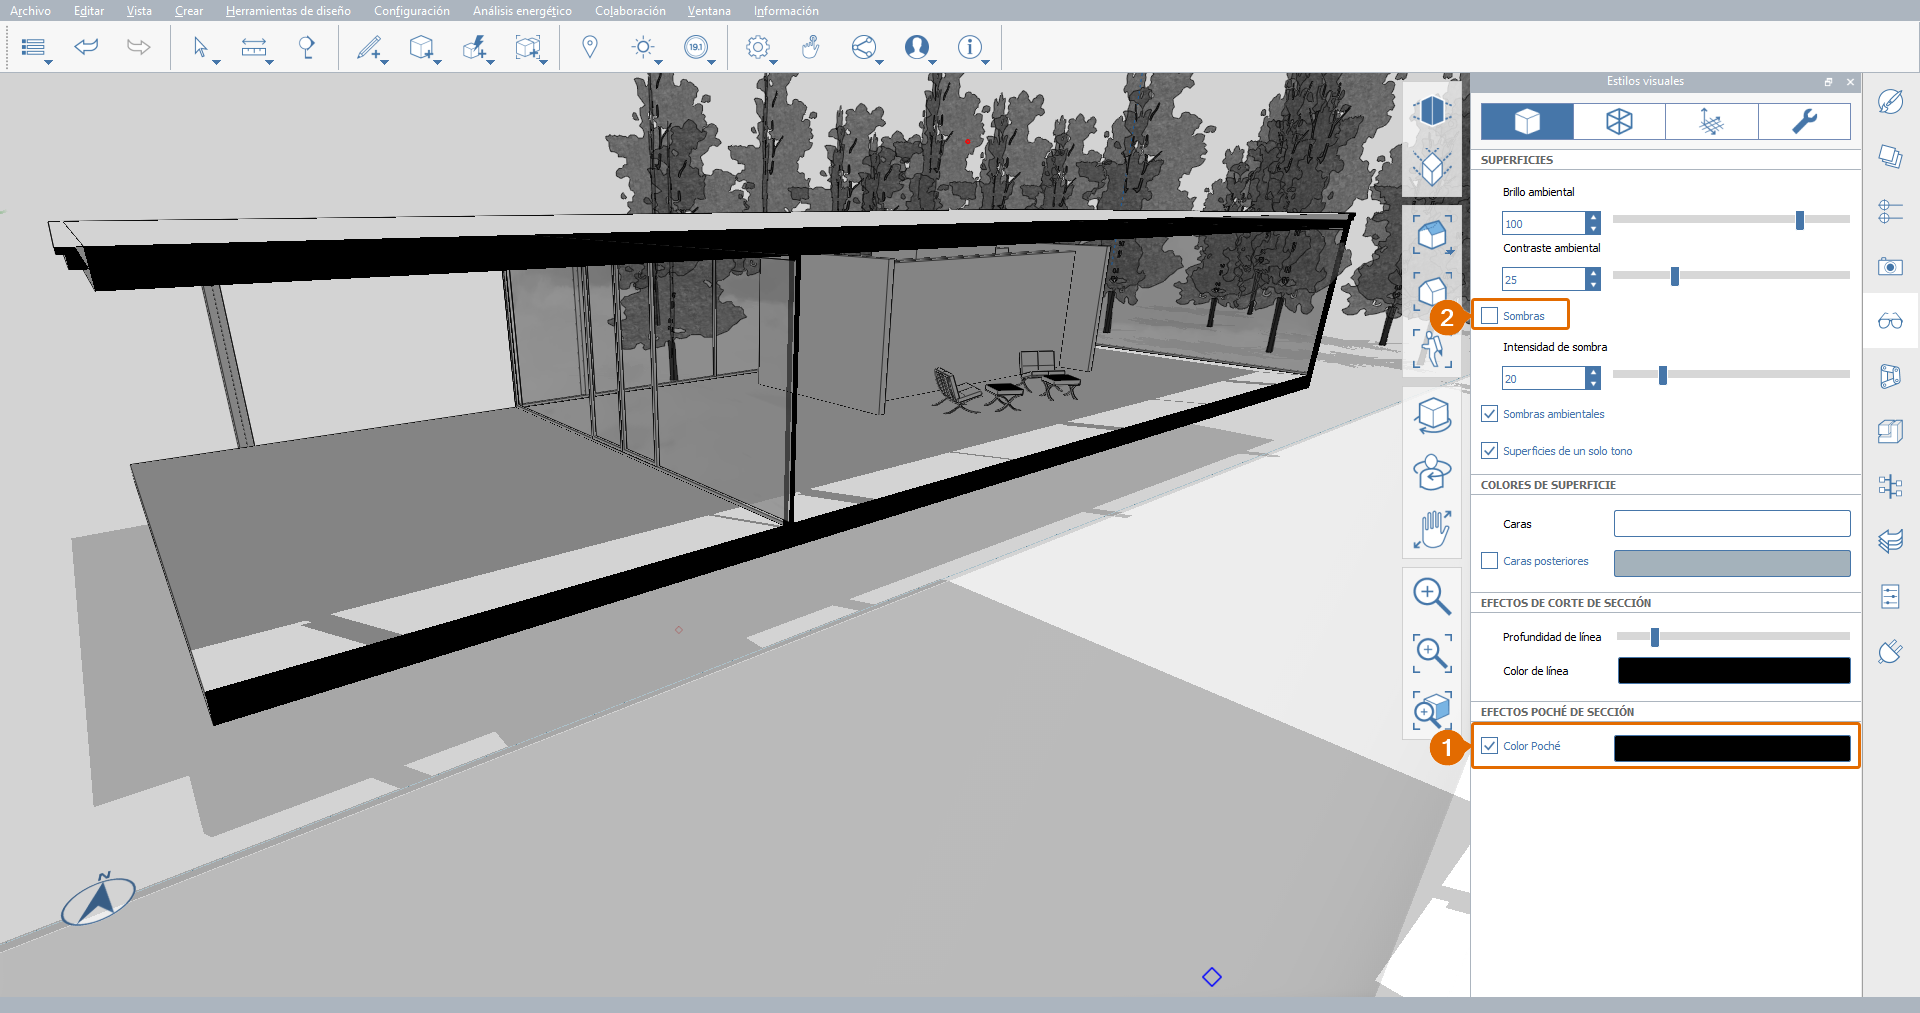 Archivo Editar Vista Crear Herramientas de diseño Configuración Análisis energético Colaboración Ventana Información
19.1
Estilos visuales
SUPERFICIES
Brillo ambiental
100
Contraste ambiental
25
2
Sombras
Intensidad de sombra
20
Sombras ambientales
Superficies de un solo tono
COLORES DE SUPERFICIE
Caras
Caras posteriores
EFECTOS DE CORTE DE SECCIÓN
Profundidad de línea
Color de línea
EFECTOS POCHÉ DE SECCIÓN
1
Color Poché
N